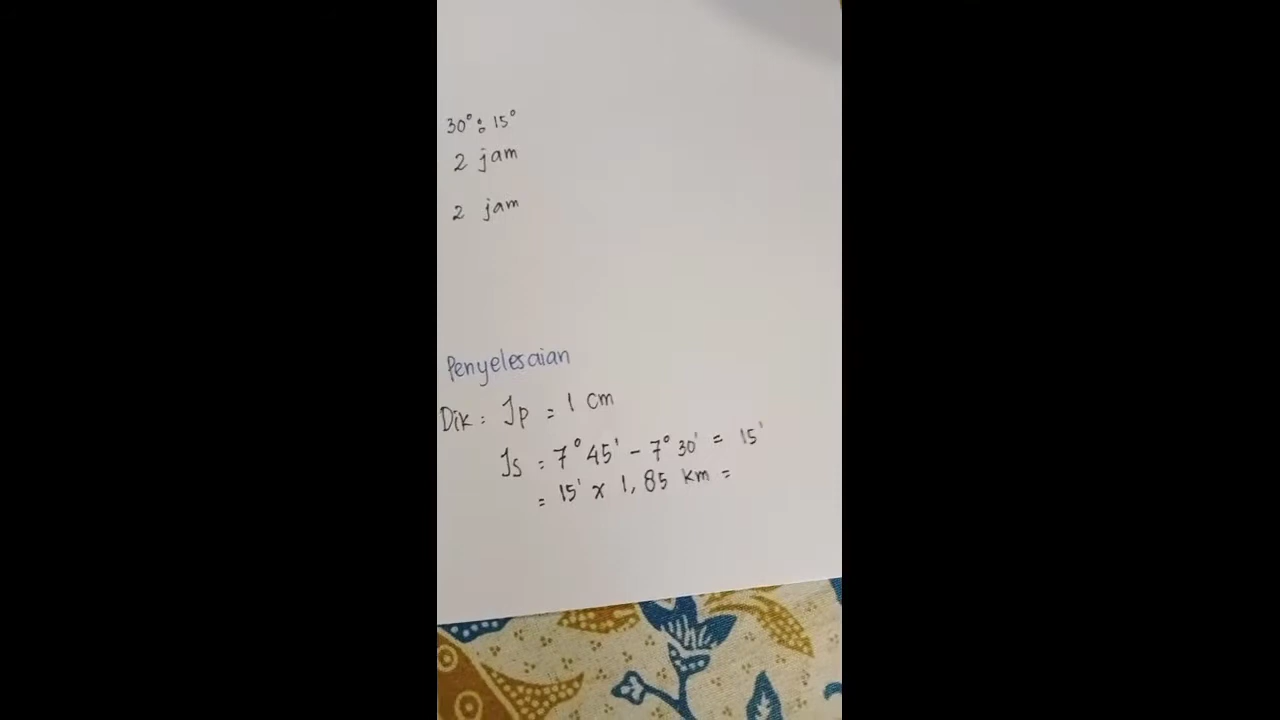 30° : 15°
2 jam
2 jam
Penyelesaian
Dik : Jp = 1 cm
Js = 7° 45' - 7° 30' = 15'
= 15' x 1,85 km =